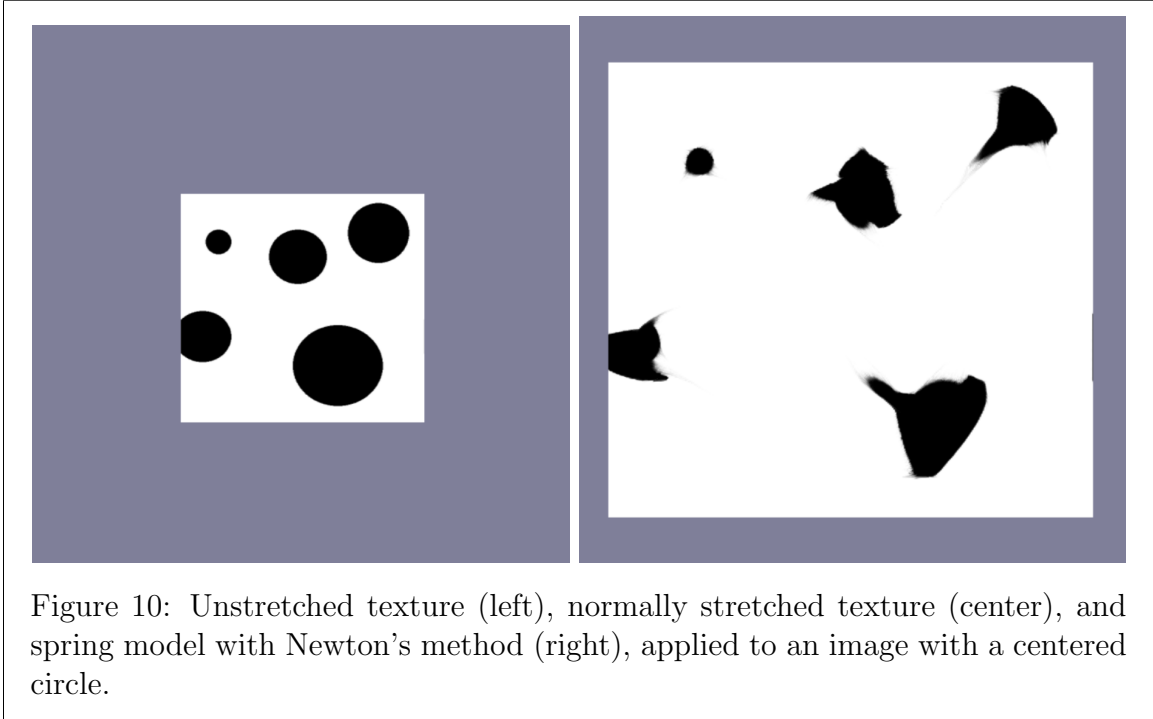 Figure 10: Unstretched texture (left), normally stretched texture (center), and
spring model with Newton's method (right), applied to an image with a centered
circle.